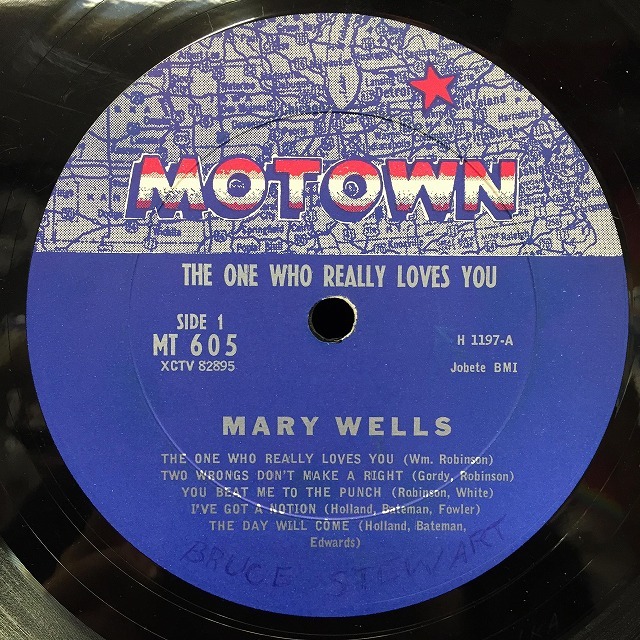 Detroit
Cleveland
Pittsburgh
MOTOWN
THE ONE WHO REALLY LOVES YOU
SIDE 1
MT 605
XCTV 82895
H 1197-A
Jobete BMI
MARY WELLS
THE ONE WHO REALLY LOVES YOU (Wm. Robinson)
TWO WRONGS DON'T MAKE A RIGHT (Gordy, Robinson)
YOU BEAT ME TO THE PUNCH (Robinson, White)
I'VE GOT A NOTION (Holland, Bateman, Fowler)
THE DAY WILL COME (Holland, Bateman,
Edwards)
BRUCE STEWART